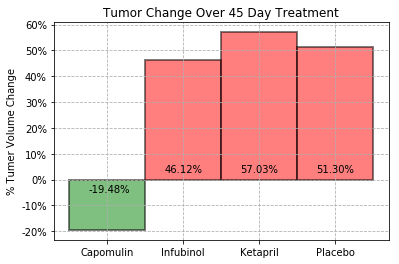 Tumor Change Over 45 Day Treatment
% Tumer Volume Change
60%
50%
40%
30%
20%
10%
0%
-10%
-20%
-19.48%
46.12%
57.03%
51.30%
Capomulin
Infubinol
Ketapril
Placebo